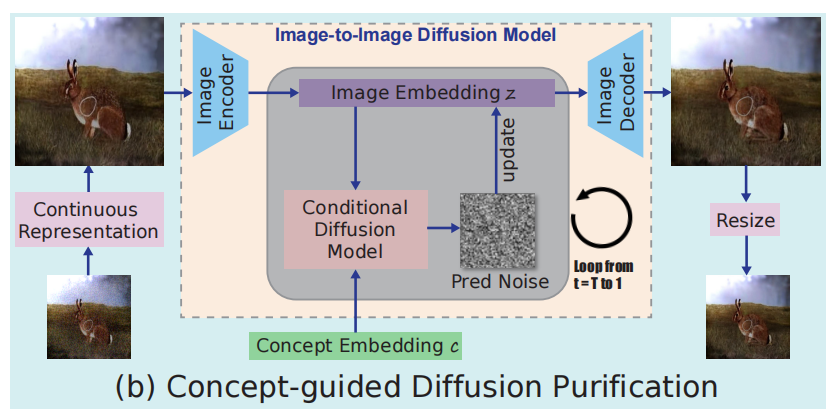 Image-to-Image Diffusion Model
Image
Encoder
Image Embedding z
Image
Decoder
update
Continuous
Representation
Conditional
Diffusion
Model
Pred Noise
Loop from
t = T to 1
Resize
Concept Embedding c
(b) Concept-guided Diffusion Purification